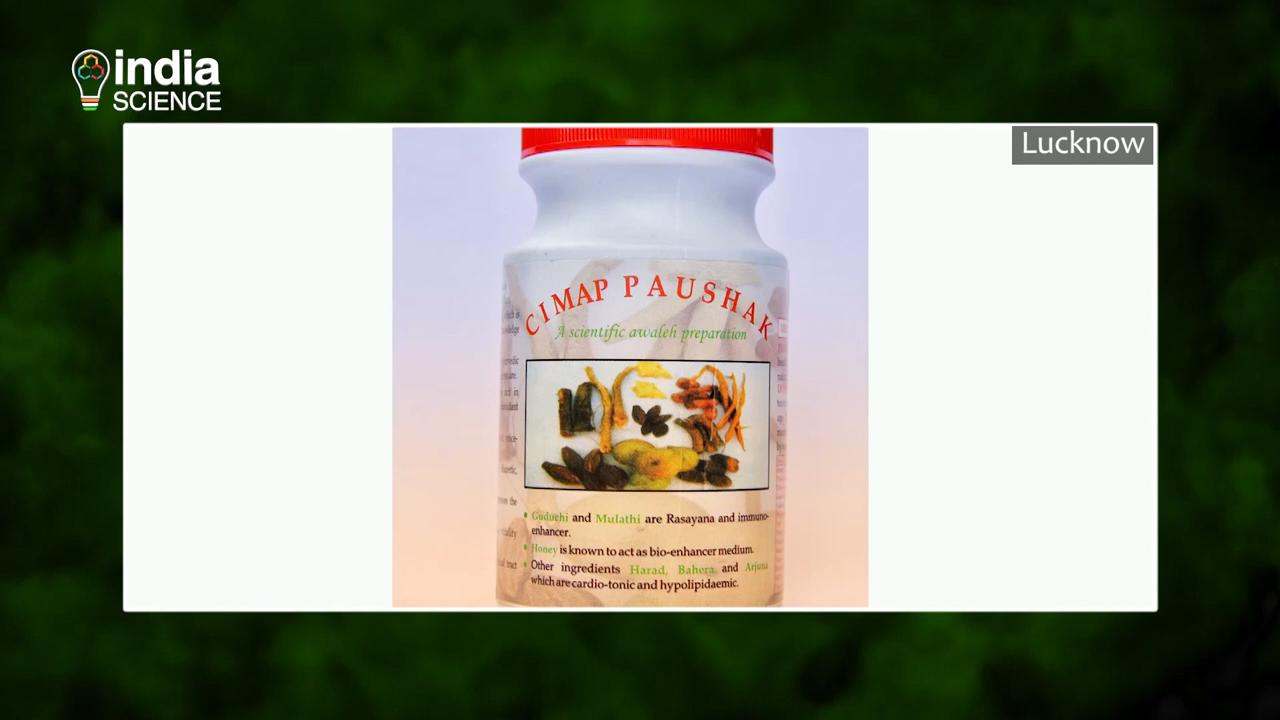 india
SCIENCE
Lucknow
CIMAP PAUSHAK
A scientific awaleh preparation
• Guduchi and Mulathi are Rasayana and immuno-
enhancer.
• Honey is known to act as bio-enhancer medium.
• Other ingredients Harad, Bahera and Arjuna
which are cardio-tonic and hypolipidaemic.